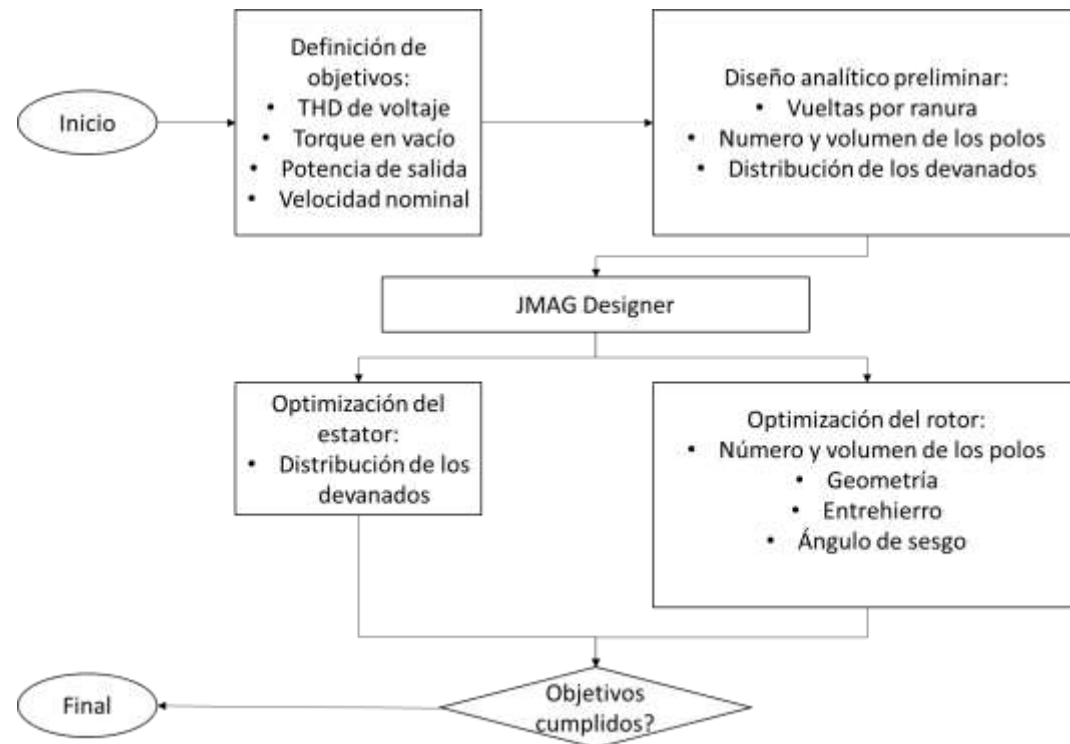 Inicio
Definición de
objetivos:
• THD de voltaje
• Torque en vacío
• Potencia de salida
• Velocidad nominal
Diseño analítico preliminar:
• Vueltas por ranura
• Numero y volumen de los polos
• Distribución de los devanados
JMAG Designer
Optimización del
estator:
• Distribución de los
devanados
Optimización del rotor:
• Número y volumen de los polos
• Geometría
• Entrehierro
• Ángulo de sesgo
Objetivos
cumplidos?
Final